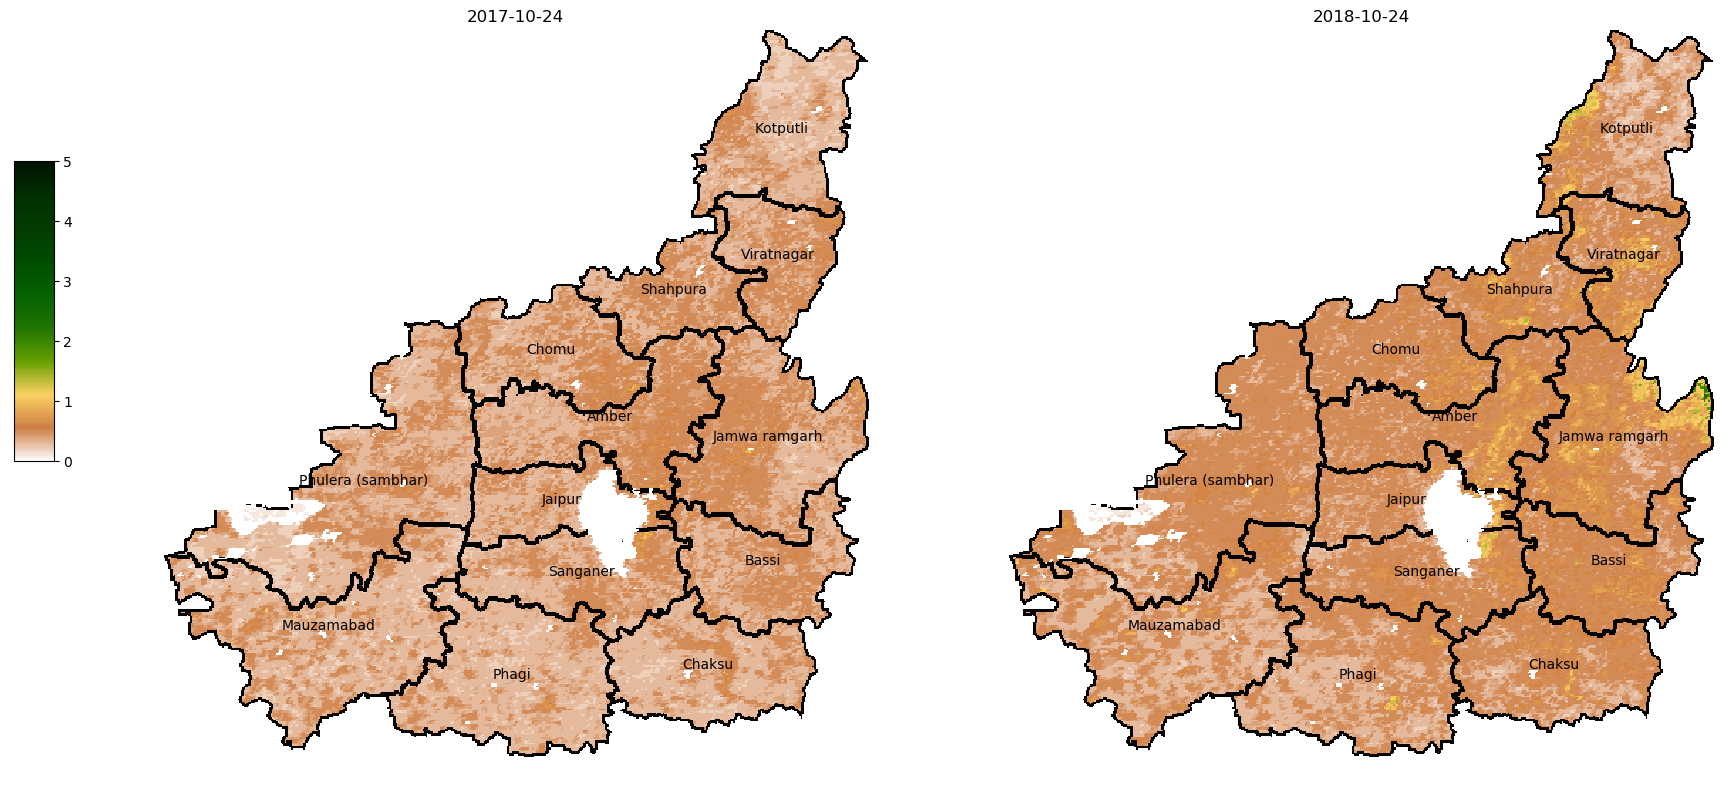 2017-10-24
2018-10-24
5
4
3
2
1
0
Kotputli
Viratnagar
Shahpura
Chomu
Amber
Jamwa ramgarh
Phulera (sambhar)
Jaipur
Bassi
Sanganer
Mauzamabad
Chaksu
Phagi
Kotputli
Viratnagar
Shahpura
Chomu
Amber
Jamwa ramgarh
Phulera (sambhar)
Jaipur
Bassi
Sanganer
Mauzamabad
Chaksu
Phagi